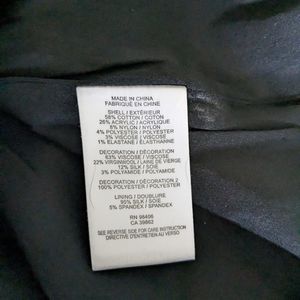 MADE IN CHINA
FABRIQUÉ EN CHINE
SHELL / EXTÉRIEUR
58% COTTON / COTON
26% ACRYLIC / ACRYLIQUE
8% NYLON / NYLON
4% POLYESTER / POLYESTER
3% VISCOSE / VISCOSE
1% ELASTANE / ÉLASTHANNE
DECORATION / DÉCORATION
63% VISCOSE / VISCOSE
22% VIRGINWOOL / LAINE DE VIERGE
12% SILK / SOIE
3% POLYAMIDE / POLYAMIDE
DECORATION / DÉCORATION 2
100% POLYESTER / POLYESTER
LINING / DOUBLURE
95% SILK / SOIE
5% SPANDEX / SPANDEX
RN 98406
CA 39862
SEE REVERSE SIDE FOR CARE INSTRUCTION
DIRECTIVE D'ENTRETIEN AU VERSO